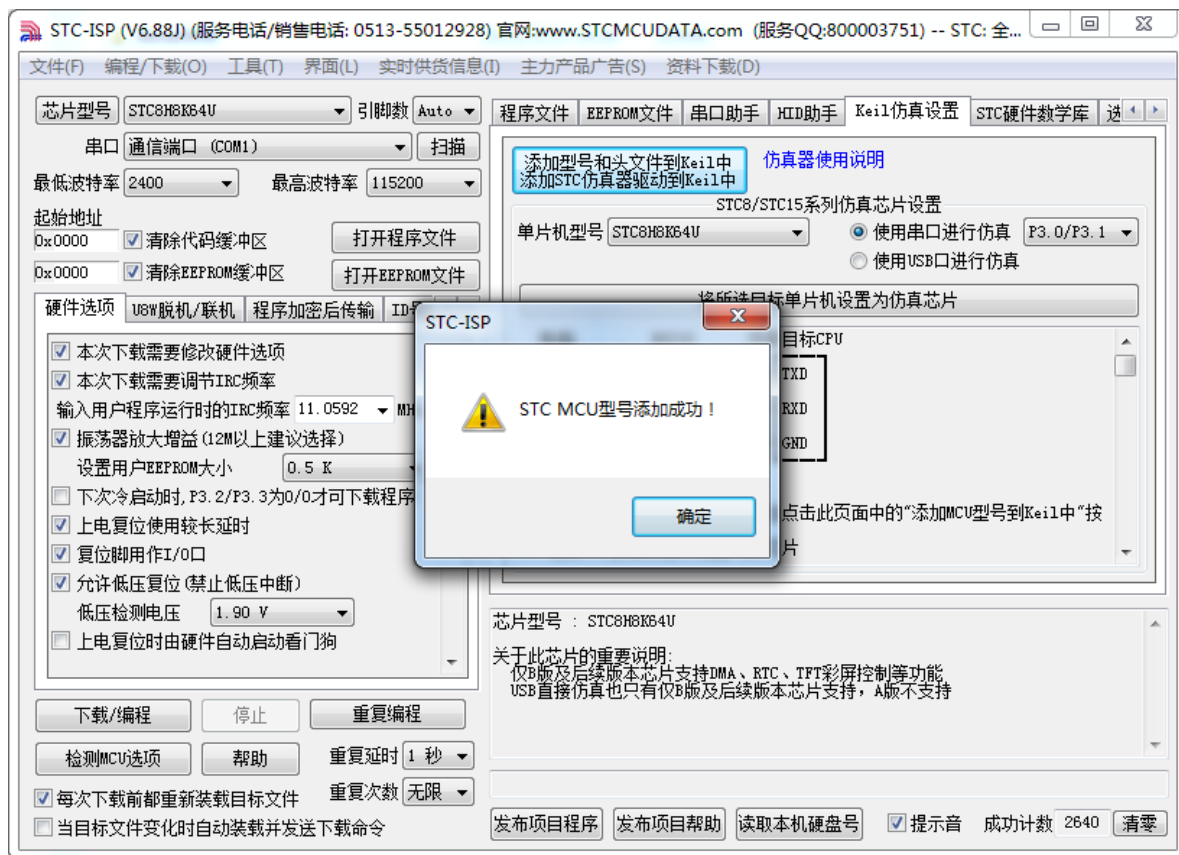 STC-ISP (V6.88J) (服务电话/销售电话: 0513-55012928) 官网:www.STCMCUDATA.com (服务QQ:800003751) -- STC: 全...
文件(F) 编程/下载(O) 工具(T) 界面(L) 实时供货信息(I) 主力产品广告(S) 资料下载(D)
芯片型号 STC8H8K64U 引脚数 Auto
串口 通信端口 (COM1) 扫描
最低波特率 2400 最高波特率 115200
起始地址
0x0000 清除代码缓冲区 打开程序文件
0x0000 清除EEPROM缓冲区 打开EEPROM文件
硬件选项 U8W脱机/联机 程序加密后传输
本次下载需要修改硬件选项
本次下载需要调节IRC频率
输入用户程序运行时的IRC频率 11.0592 MH
振荡器放大增益(12M以上建议选择)
设置用户EEPROM大小 0.5 K
下次冷启动时,P3.2/P3.3为0/0才可下载程序
上电复位使用较长延时
复位脚用作I/O口
允许低压复位(禁止低压中断)
低压检测电压 1.90 V
上电复位时由硬件自动启动看门狗
下载/编程 停止 重复编程
检测MCU选项 帮助 重复延时 1 秒
每次下载前都重新装载目标文件 重复次数 无限
当目标文件变化时自动装载并发送下载命令
程序文件 EEPROM文件 串口助手 HID助手 Keil仿真设置 STC硬件数学库 选
添加型号和头文件到Keil中
添加STC仿真器驱动到Keil中
仿真器使用说明
STC8/STC15系列仿真芯片设置
单片机型号 STC8H8K64U 使用串口进行仿真 P3.0/P3.1
使用USB口进行仿真
将所选目标单片机设置为仿真芯片
目标CPU
TXD
RXD
GND
点击此页面中的“添加MCU型号到Keil中“按
片
STC-ISP
STC MCU型号添加成功！
确定
芯片型号 : STC8H8K64U
关于此芯片的重要说明:
仅B版及后续版本芯片支持DMA、RTC、TFT彩屏控制等功能
USB直接仿真也只有仅B版及后续版本芯片支持，A版不支持
发布项目程序 发布项目帮助 读取本机硬盘号 提示音 成功计数 2640 清零